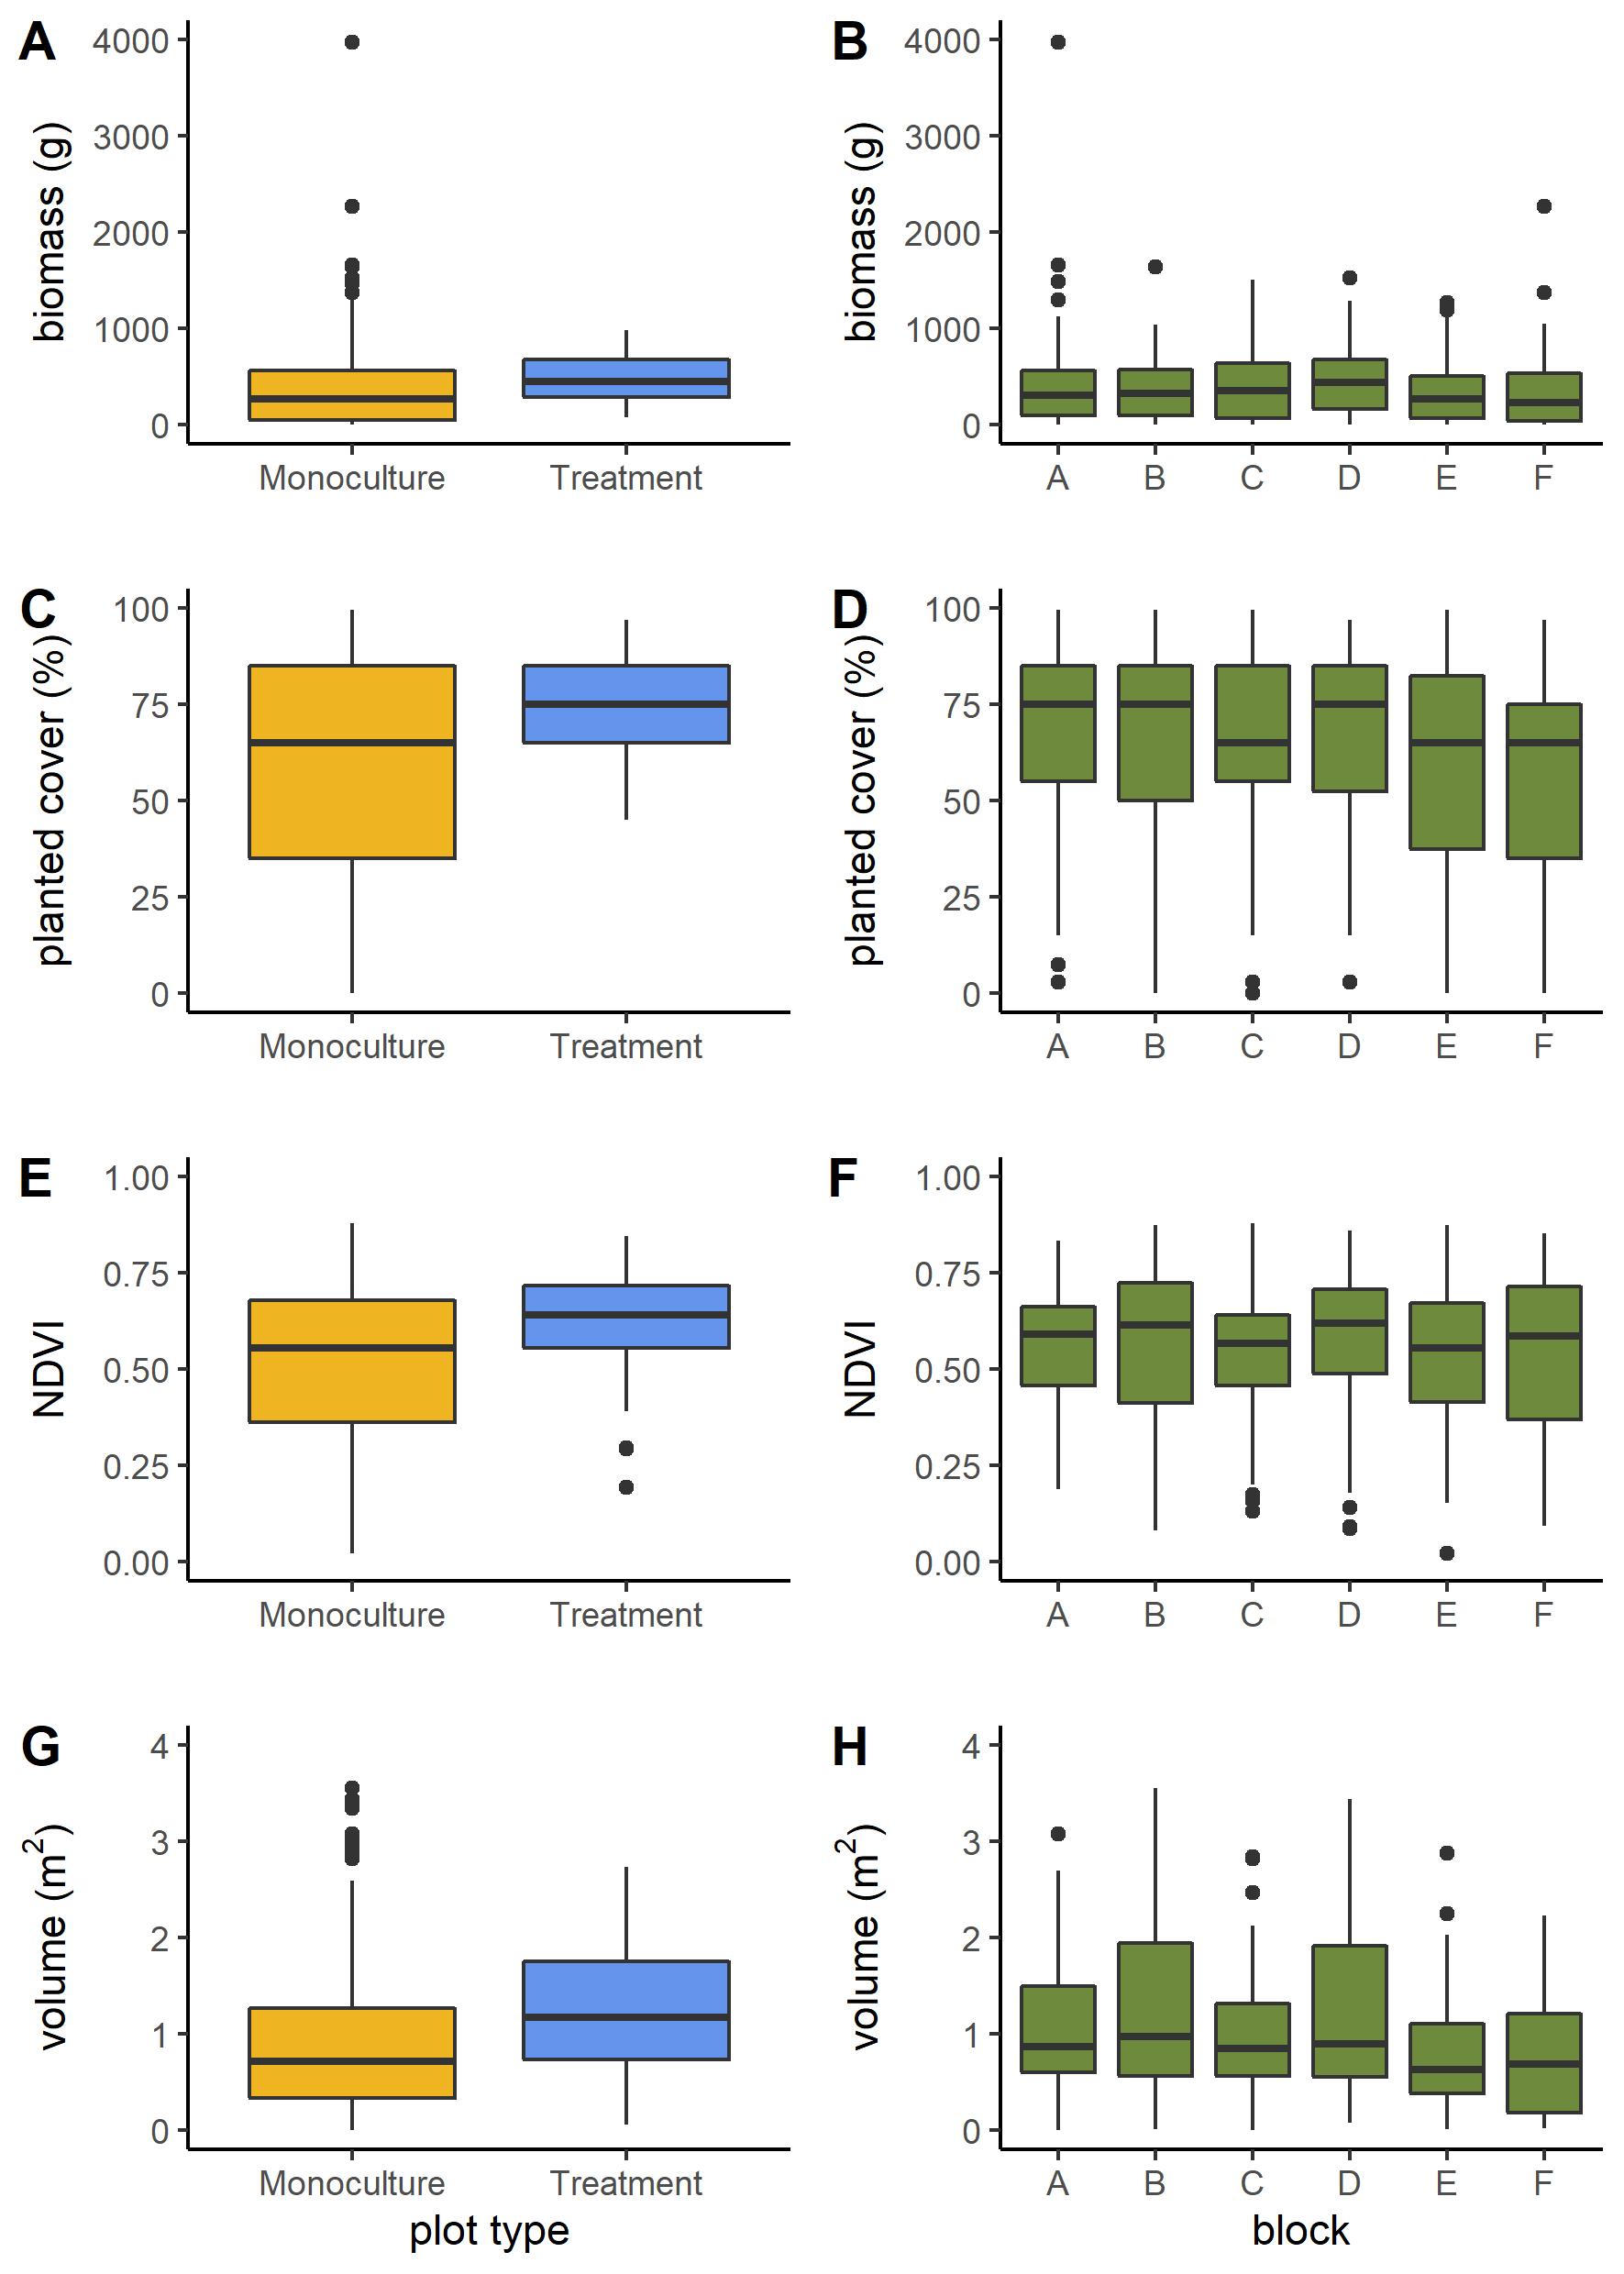 A
biomass (g)
4000
3000
2000
1000
0
Monoculture Treatment
B
biomass (g)
4000
3000
2000
1000
0
A B C D E F
C
planted cover (%)
100
75
50
25
0
Monoculture Treatment
D
planted cover (%)
100
75
50
25
0
A B C D E F
E
NDVI
1.00
0.75
0.50
0.25
0.00
Monoculture Treatment
F
NDVI
1.00
0.75
0.50
0.25
0.00
A B C D E F
G
volume (m²)
4
3
2
1
0
Monoculture Treatment
plot type
H
volume (m²)
4
3
2
1
0
A B C D E F
block